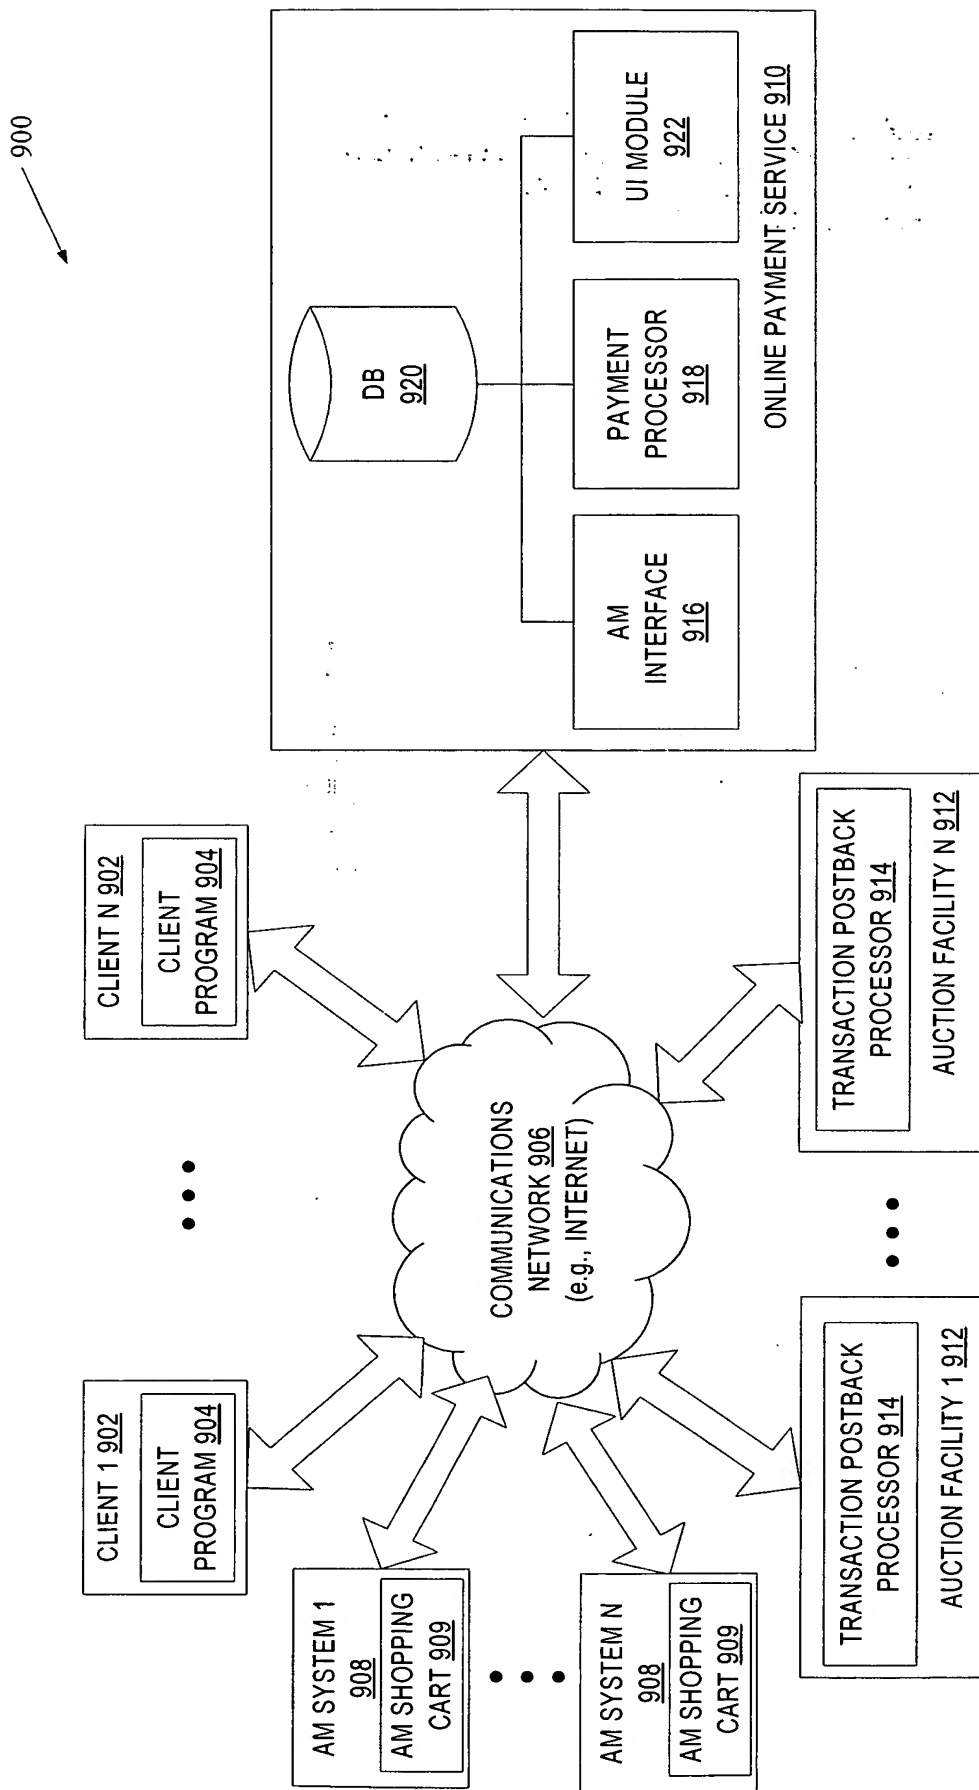 900
CLIENT 1 902
CLIENT
PROGRAM 904
CLIENT N 902
CLIENT
PROGRAM 904
AM SYSTEM 1
908
AM SHOPPING
CART 909
AM SYSTEM N
908
AM SHOPPING
CART 909
COMMUNICATIONS
NETWORK 906
(e.g., INTERNET)
DB
920
AM
INTERFACE
916
PAYMENT
PROCESSOR
918
UI MODULE
922
ONLINE PAYMENT SERVICE 910
TRANSACTION POSTBACK
PROCESSOR 914
AUCTION FACILITY 1 912
TRANSACTION POSTBACK
PROCESSOR 914
AUCTION FACILITY N 912